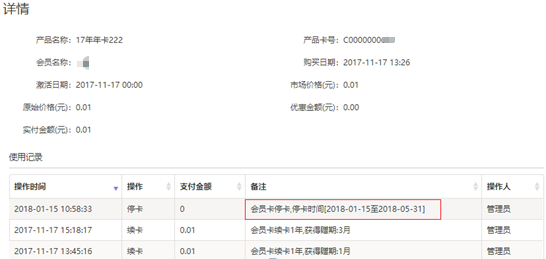 详情
产品名称: 17年年卡222 产品卡号: C0000000
会员名称: 购买日期: 2017-11-17 13:26
激活日期: 2017-11-17 00:00 市场价格(元): 0.01
原始价格(元): 0.01 优惠金额(元): 0.00
实付金额(元): 0.01
使用记录
操作时间 操作 支付金额 备注 操作人
2018-01-15 10:58:33 停卡 0 会员卡停卡,停卡时间[2018-01-15至2018-05-31] 管理员
2017-11-17 15:18:17 续卡 0.01 会员卡续卡1年,获得赠期:3月 管理员
2017-11-17 13:45:16 续卡 0.01 会员卡续卡1年,获得赠期:1月 管理员